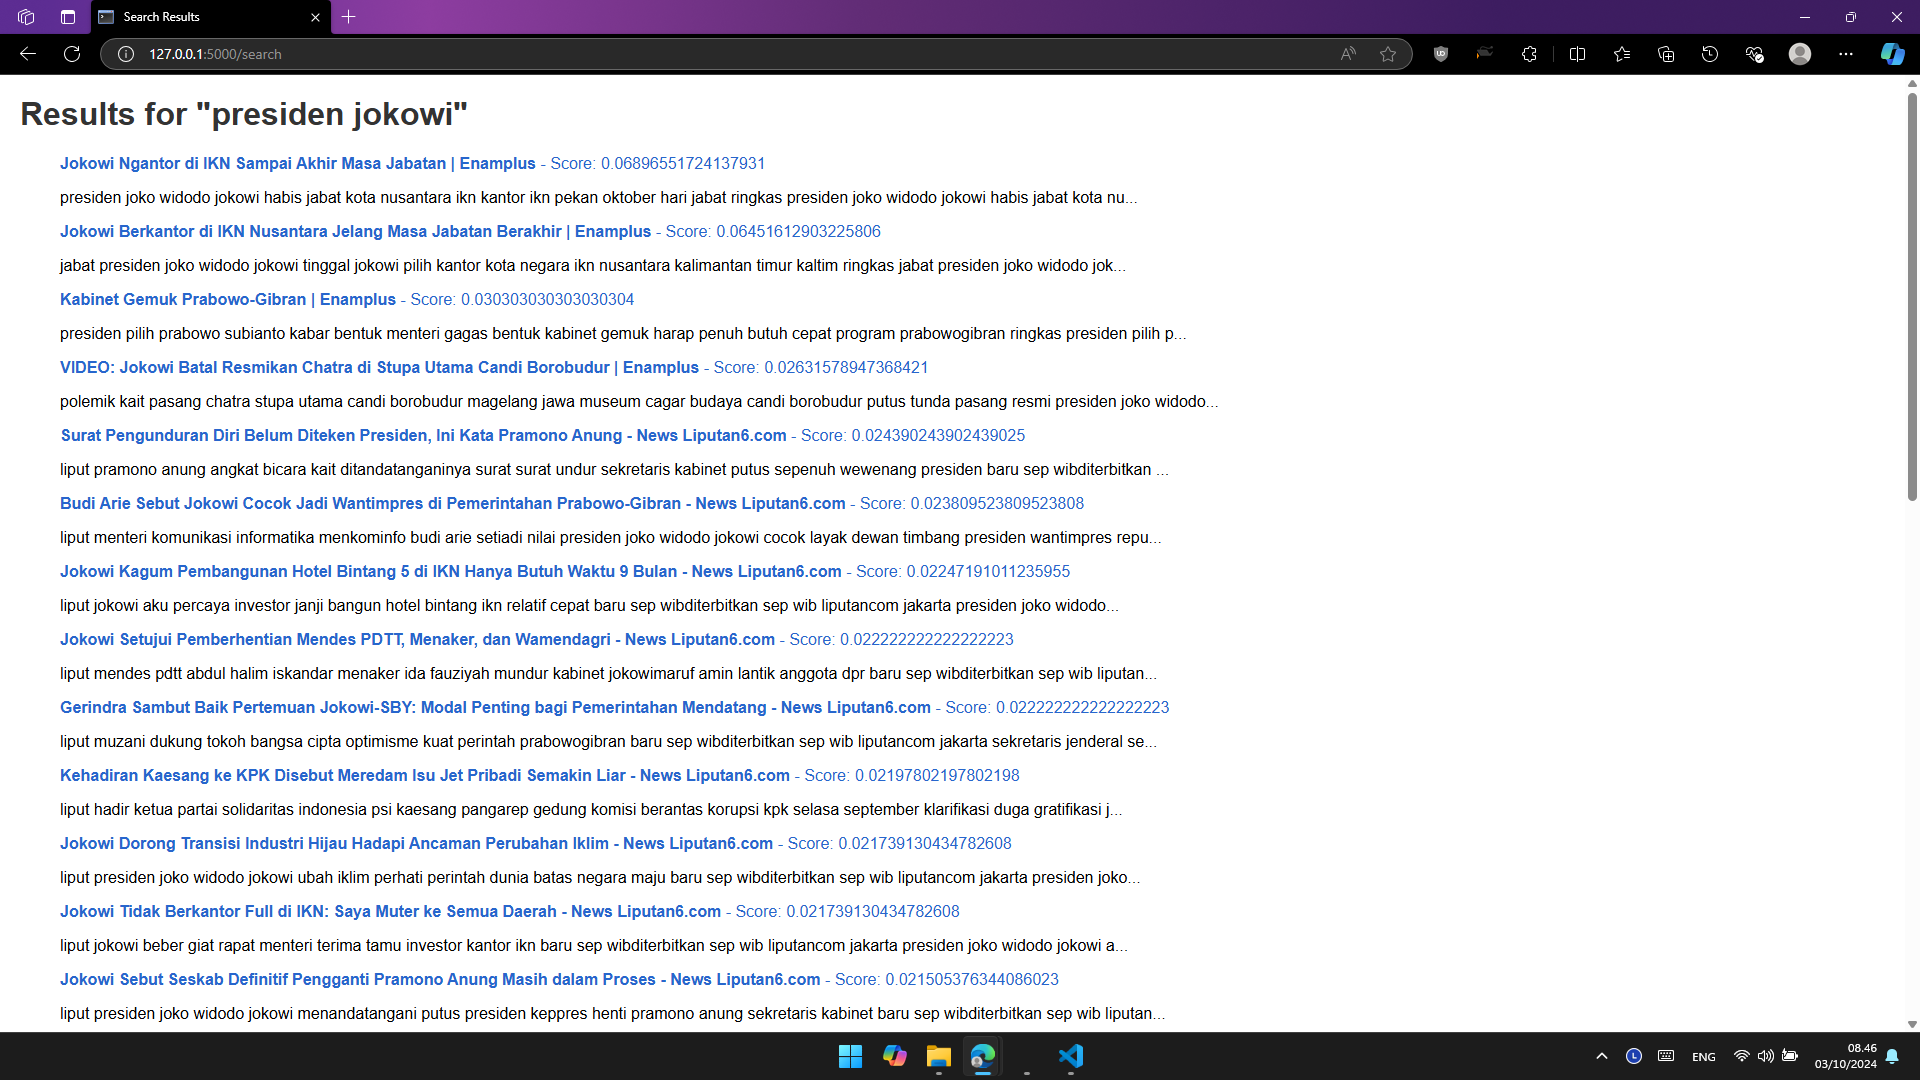 Search Results
127.0.0.1:5000/search
Results for "presiden jokowi"
Jokowi Ngantor di IKN Sampai Akhir Masa Jabatan | Enamplus - Score: 0.06896551724137931
presiden joko widodo jokowi habis jabat kota nusantara ikn kantor ikn pekan oktober hari jabat ringkas presiden joko widodo jokowi habis jabat kota nu...
Jokowi Berkantor di IKN Nusantara Jelang Masa Jabatan Berakhir | Enamplus - Score: 0.06451612903225806
jabat presiden joko widodo jokowi tinggal jokowi pilih kantor kota negara ikn nusantara kalimantan timur kaltim ringkas jabat presiden joko widodo jok...
Kabinet Gemuk Prabowo-Gibran | Enamplus - Score: 0.030303030303030304
presiden pilih prabowo subianto kabar bentuk menteri gagas bentuk kabinet gemuk harap penuh butuh cepat program prabowogibran ringkas presiden pilih p...
VIDEO: Jokowi Batal Resmikan Chatra di Stupa Utama Candi Borobudur | Enamplus - Score: 0.02631578947368421
polemik kait pasang chatra stupa utama candi borobudur magelang jawa museum cagar budaya candi borobudur putus tunda pasang resmi presiden joko widodo...
Surat Pengunduran Diri Belum Diteken Presiden, Ini Kata Pramono Anung - News Liputan6.com - Score: 0.024390243902439025
liput pramono anung angkat bicara kait ditandatanganinya surat surat undur sekretaris kabinet putus sepenuh wewenang presiden baru sep wibditerbitkan ...
Budi Arie Sebut Jokowi Cocok Jadi Wantimpres di Pemerintahan Prabowo-Gibran - News Liputan6.com - Score: 0.023809523809523808
liput menteri komunikasi informatika menkominfo budi arie setiadi nilai presiden joko widodo jokowi cocok layak dewan timbang presiden wantimpres repu...
Jokowi Kagum Pembangunan Hotel Bintang 5 di IKN Hanya Butuh Waktu 9 Bulan - News Liputan6.com - Score: 0.02247191011235955
liput jokowi aku percaya investor janji bangun hotel bintang ikn relatif cepat baru sep wibditerbitkan sep wib liputancom jakarta presiden joko widodo...
Jokowi Setujui Pemberhentian Mendes PDTT, Menaker, dan Wamendagri - News Liputan6.com - Score: 0.022222222222222223
liput mendes pdtt abdul halim iskandar menaker ida fauziyah mundur kabinet jokowimaruf amin lantik anggota dpr baru sep wibditerbitkan sep wib liputan...
Gerindra Sambut Baik Pertemuan Jokowi-SBY: Modal Penting bagi Pemerintahan Mendatang - News Liputan6.com - Score: 0.022222222222222223
liput muzani dukung tokoh bangsa cipta optimisme kuat perintah prabowogibran baru sep wibditerbitkan sep wib liputancom jakarta sekretaris jenderal se...
Kehadiran Kaesang ke KPK Disebut Meredam Isu Jet Pribadi Semakin Liar - News Liputan6.com - Score: 0.02197802197802198
liput hadir ketua partai solidaritas indonesia psi kaesang pangarep gedung komisi berantas korupsi kpk selasa september klarifikasi duga gratifikasi j...
Jokowi Dorong Transisi Industri Hijau Hadapi Ancaman Perubahan Iklim - News Liputan6.com - Score: 0.021739130434782608
liput presiden joko widodo jokowi ubah iklim perhati perintah dunia batas negara maju baru sep wibditerbitkan sep wib liputancom jakarta presiden joko...
Jokowi Tidak Berkantor Full di IKN: Saya Muter ke Semua Daerah - News Liputan6.com - Score: 0.021739130434782608
liput jokowi beber giat rapat menteri terima tamu investor kantor ikn baru sep wibditerbitkan sep wib liputancom jakarta presiden joko widodo jokowi a...
Jokowi Sebut Seskab Definitif Pengganti Pramono Anung Masih dalam Proses - News Liputan6.com - Score: 0.021505376344086023
liput presiden joko widodo jokowi menandatangani putus presiden keppres henti pramono anung sekretaris kabinet baru sep wibditerbitkan sep wib liputan...
ENG
08.46
03/10/2024